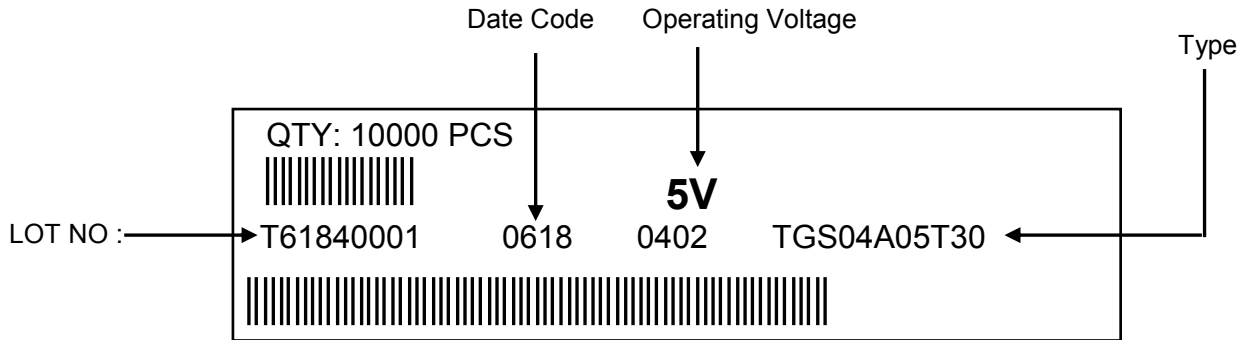 Date Code Operating Voltage
Type
QTY: 10000 PCS
5V
LOT NO : T61840001 0618 0402 TGS04A05T30